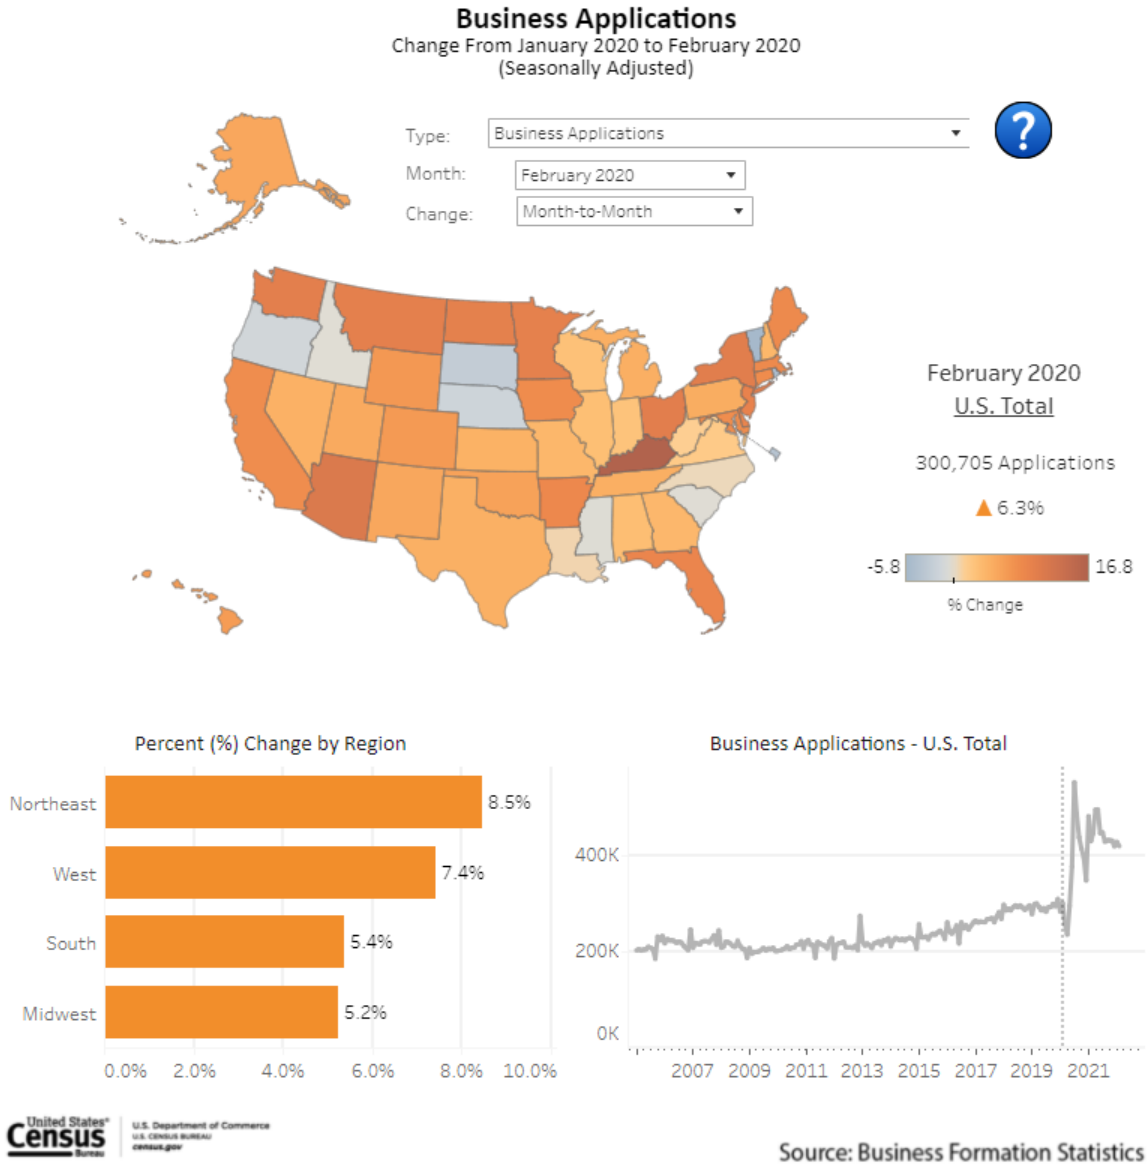 Business Applications
Change From January 2020 to February 2020
(Seasonally Adjusted)
Type: Business Applications
?
Month: February 2020
Change: Month-to-Month
February 2020
U.S. Total
300,705 Applications
6.3%
-5.8 16.8
% Change
Percent (%) Change by Region
Northeast 8.5%
West 7.4%
South 5.4%
Midwest 5.2%
0.0% 2.0% 4.0% 6.0% 8.0% 10.0%
Business Applications - U.S. Total
400K
200K
0K
2007 2009 2011 2013 2015 2017 2019 2021
United States®
Census
Bureau
U.S. Department of Commerce
U.S. CENSUS BUREAU
census.gov
Source: Business Formation Statistics